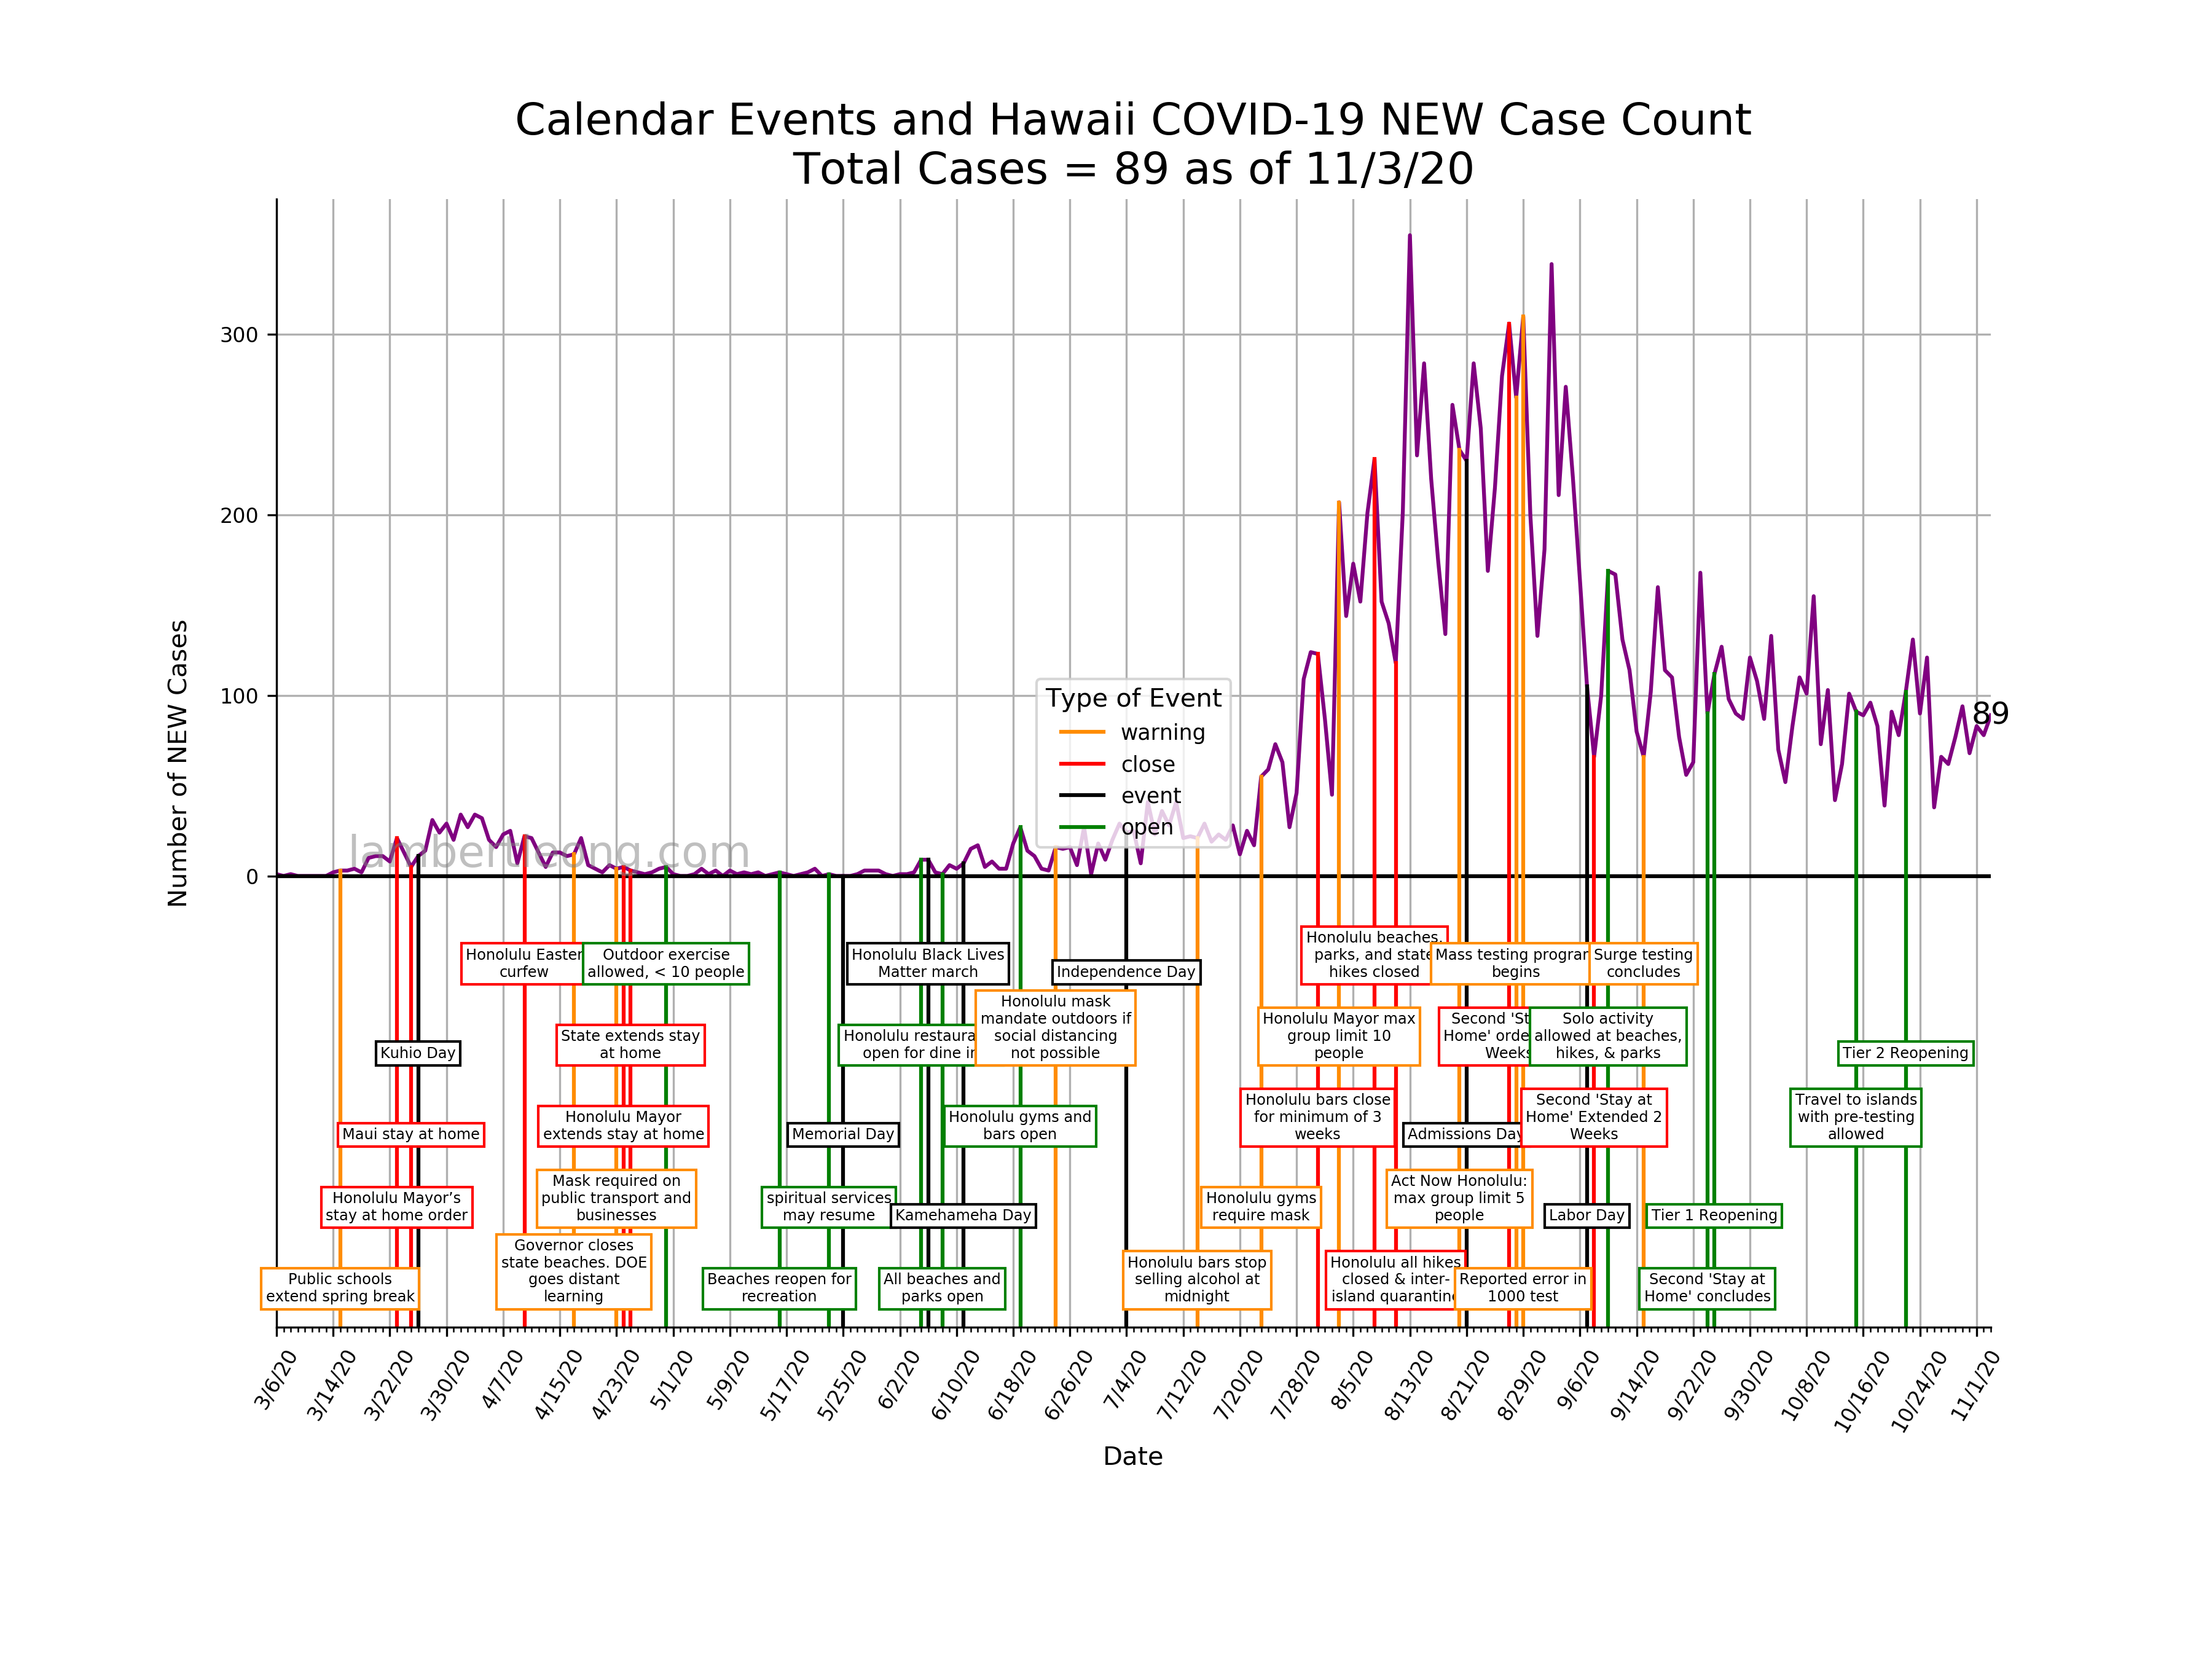 Calendar Events and Hawaii COVID-19 NEW Case Count
Total Cases = 89 as of 11/3/20
Number of NEW Cases
300
200
100
0
89
lambertleong.com
Type of Event
warning
close
event
open
Honolulu Easter
curfew
Outdoor exercise
allowed, < 10 people
Honolulu Black Lives
Matter march
Independence Day
Honolulu beaches,
parks, and state
hikes closed
Mass testing
begins
Surge testing
concludes
Kuhio Day
State extends stay
at home
Honolulu
open for dine
Honolulu mask
mandate outdoors if
social distancing
not possible
Honolulu Mayor max
group limit 10
people
Second
Home'
Weeks
Solo activity
allowed at beaches,
hikes, & parks
Tier 2 Reopening
Maui stay at home
Honolulu Mayor
extends stay at home
Memorial Day
Honolulu gyms and
bars open
Honolulu bars close
for minimum of 3
weeks
Admissions Day
Second 'Stay at
Home' Extended 2
Weeks
Travel to islands
with pre-testing
allowed
Honolulu Mayor’s
stay at home order
Mask required on
public transport and
businesses
spiritual services
may resume
Kamehameha Day
Honolulu gyms
require mask
Act Now Honolulu:
max group limit 5
people
Labor Day
Tier 1 Reopening
Public schools
extend spring break
Governor closes
state beaches. DOE
goes distant
learning
Beaches reopen for
recreation
All beaches and
parks open
Honolulu bars stop
selling alcohol at
midnight
Honolulu all hikes
closed & inter-
island quarantine
Reported error in
1000 test
Second 'Stay at
Home' concludes
3/6/20
3/14/20
3/22/20
3/30/20
4/7/20
4/15/20
4/23/20
5/1/20
5/9/20
5/17/20
5/25/20
6/2/20
6/10/20
6/18/20
6/26/20
7/4/20
7/12/20
7/20/20
7/28/20
8/5/20
8/13/20
8/21/20
8/29/20
9/6/20
9/14/20
9/22/20
9/30/20
10/8/20
10/16/20
10/24/20
11/1/20
Date